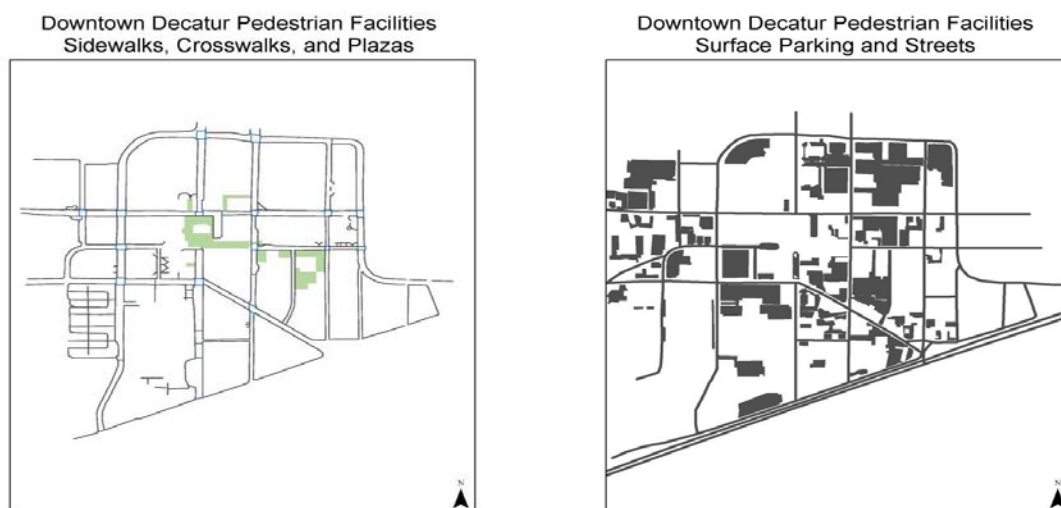 Downtown Decatur Pedestrian Facilities
Sidewalks, Crosswalks, and Plazas
Downtown Decatur Pedestrian Facilities
Surface Parking and Streets
N
N